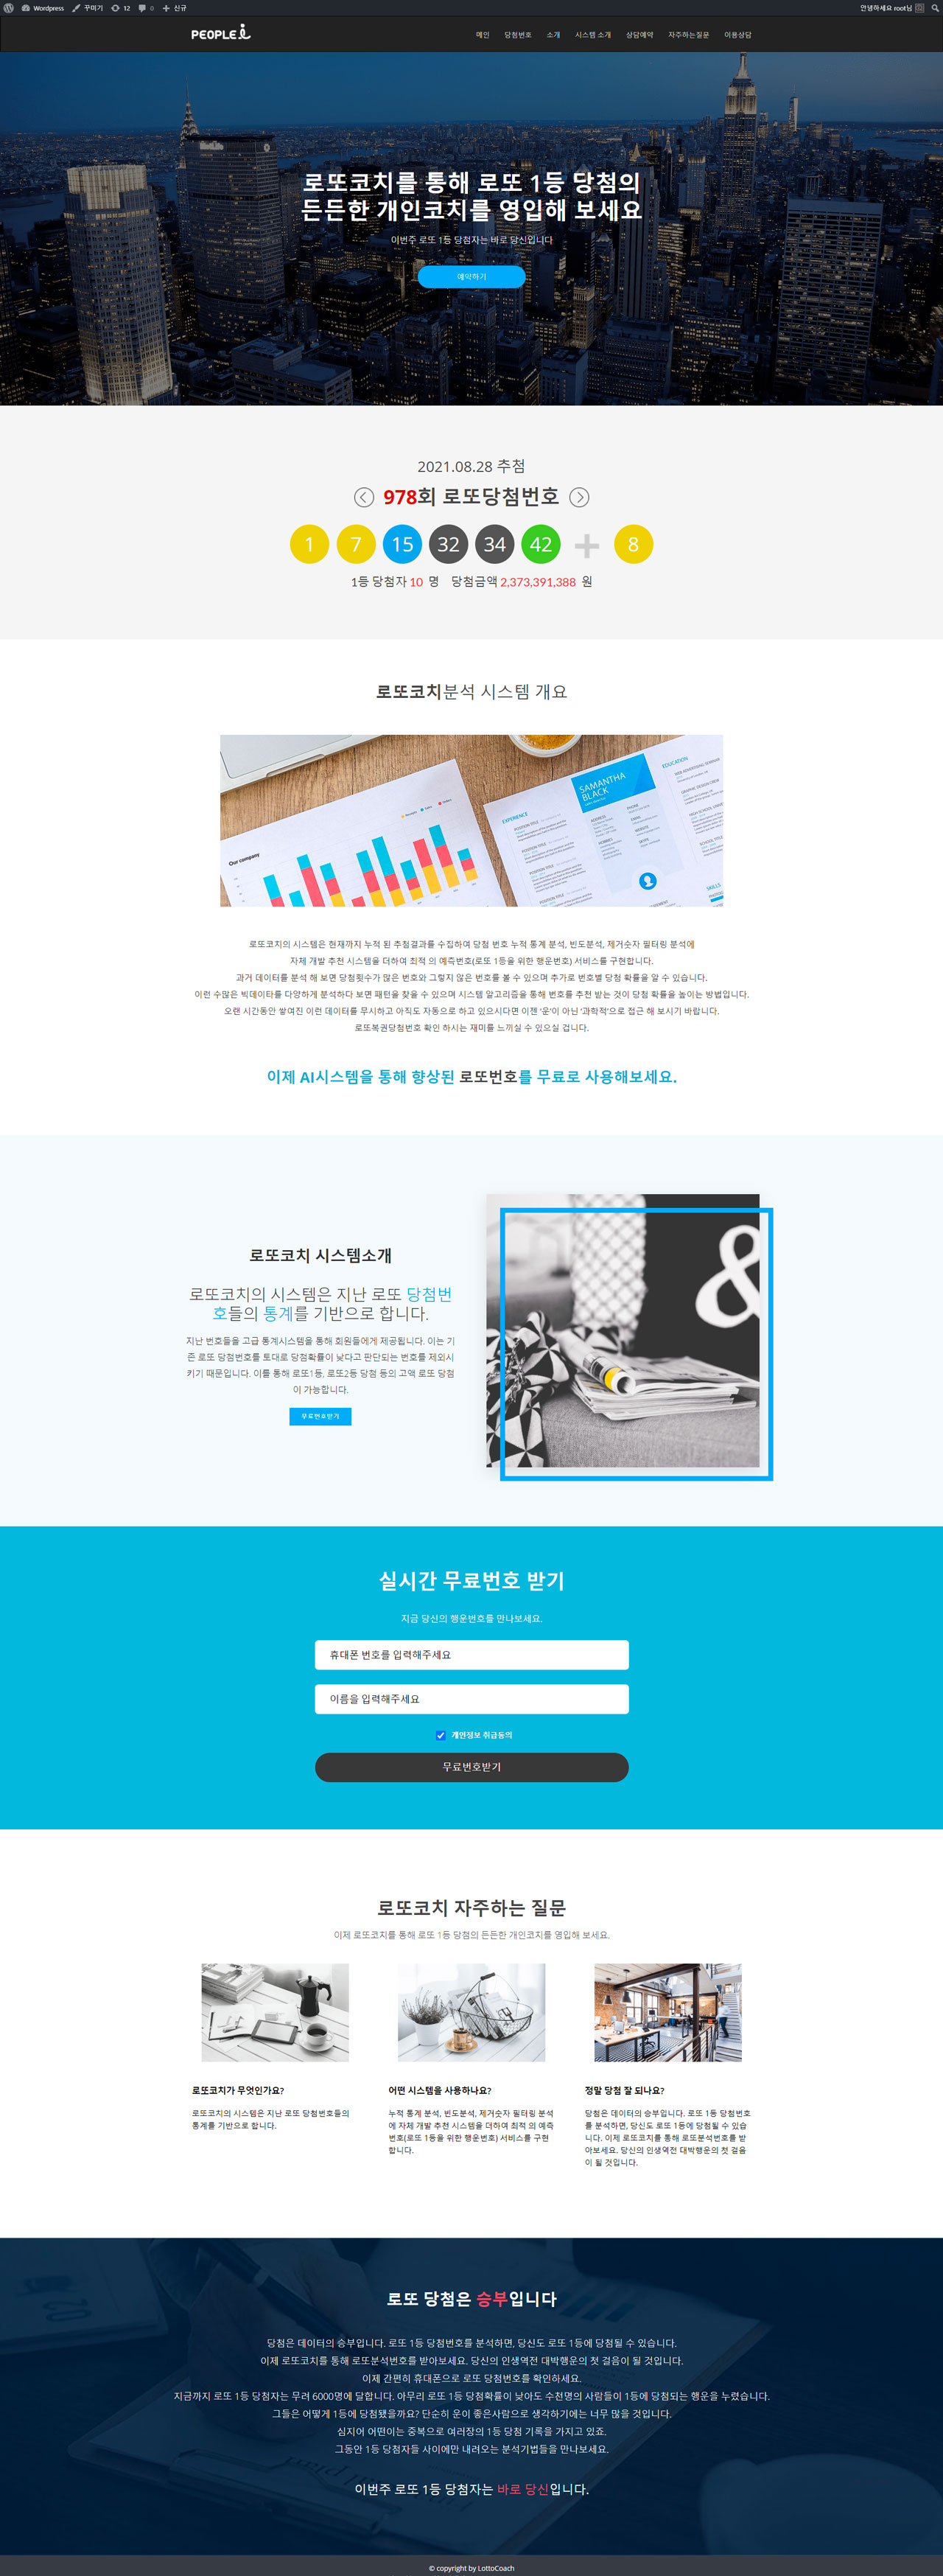 Wordpress 꾸미기 12 0 신규 안녕하세요 root님
PEOPLE i
메인 당첨번호 소개 시스템 소개 상담예약 자주하는질문 이용상담
로또코치를 통해 로또 1등 당첨의
든든한 개인코치를 영입해 보세요
이번주 로또 1등 당첨자는 바로 당신입니다
예약하기
2021.08.28 추첨
978회 로또당첨번호
1 7 15 32 34 42 + 8
1등 당첨자 10 명 당첨금액 2,373,391,388 원
로또코치분석 시스템 개요
Our company
SAMANTHA
BLACK
EXPERIENCE
EDUCATION
SKILLS
로또코치의 시스템은 현재까지 누적 된 추첨결과를 수집하여 당첨 번호 누적 통계 분석, 빈도분석, 제거숫자 필터링 분석에
자체 개발 추천 시스템을 더하여 최적 의 예측번호(로또 1등을 위한 행운번호) 서비스를 구현합니다.
과거 데이터를 분석 해 보면 당첨횟수가 많은 번호와 그렇지 않은 번호를 볼 수 있으며 추가로 번호별 당첨 확률을 알 수 있습니다.
이런 수많은 빅데이타를 다양하게 분석하다 보면 패턴을 찾을 수 있으며 시스템 알고리즘을 통해 번호를 추천 받는 것이 당첨 확률을 높이는 방법입니다.
오랜 시간동안 쌓여진 이런 데이터를 무시하고 아직도 자동으로 하고 있으시다면 이젠 '운'이 아닌 '과학적'으로 접근 해 보시기 바랍니다.
로또복권당첨번호 확인 하시는 재미를 느끼실 수 있으실 겁니다.
이제 AI시스템을 통해 향상된 로또번호를 무료로 사용해보세요.
로또코치 시스템소개
로또코치의 시스템은 지난 로또 당첨번
호들의 통계를 기반으로 합니다.
지난 번호들을 고급 통계시스템을 통해 회원들에게 제공됩니다. 이는 기
존 로또 당첨번호를 토대로 당첨확률이 낮다고 판단되는 번호를 제외시
키기 때문입니다. 이를 통해 로또1등, 로또2등 당첨 등의 고액 로또 당첨
이 가능합니다.
무료번호받기
&
실시간 무료번호 받기
지금 당신의 행운번호를 만나보세요.
휴대폰 번호를 입력해주세요
이름을 입력해주세요
개인정보 취급동의
무료번호받기
로또코치 자주하는 질문
이제 로또코치를 통해 로또 1등 당첨의 든든한 개인코치를 영입해 보세요.
로또코치가 무엇인가요?
로또코치의 시스템은 지난 로또 당첨번호들의
통계를 기반으로 합니다.
어떤 시스템을 사용하나요?
누적 통계 분석, 빈도분석, 제거숫자 필터링 분석
에 자체 개발 추천 시스템을 더하여 최적 의 예측
번호(로또 1등을 위한 행운번호) 서비스를 구현
합니다.
정말 당첨 잘 되나요?
당첨은 데이터의 승부입니다. 로또 1등 당첨번호
를 분석하면, 당신도 로또 1등에 당첨될 수 있습
니다. 이제 로또코치를 통해 로또분석번호를 받
아보세요. 당신의 인생역전 대박행운의 첫 걸음
이 될 것입니다.
로또 당첨은 승부입니다
당첨은 데이터의 승부입니다. 로또 1등 당첨번호를 분석하면, 당신도 로또 1등에 당첨될 수 있습니다.
이제 로또코치를 통해 로또분석번호를 받아보세요. 당신의 인생역전 대박행운의 첫 걸음이 될 것입니다.
이제 간편히 휴대폰으로 로또 당첨번호를 확인하세요.
지금까지 로또 1등 당첨자는 무려 6000명에 달합니다. 아무리 로또 1등 당첨확률이 낮아도 수천명의 사람들이 1등에 당첨되는 행운을 누렸습니다.
그들은 어떻게 1등에 당첨됐을까요? 단순히 운이 좋은사람으로 생각하기에는 너무 많을 것입니다.
심지어 어떤이는 중복으로 여러장의 1등 당첨 기록을 가지고 있죠.
그동안 1등 당첨자들 사이에만 내려오는 분석기법들을 만나보세요.
이번주 로또 1등 당첨자는 바로 당신입니다.
© copyright by LottoCoach